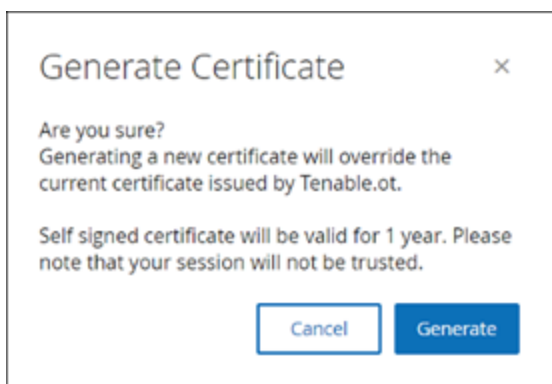 Generate Certificate ×
Are you sure?
Generating a new certificate will override the
current certificate issued by Tenable.ot.
Self signed certificate will be valid for 1 year. Please
note that your session will not be trusted.
Cancel Generate